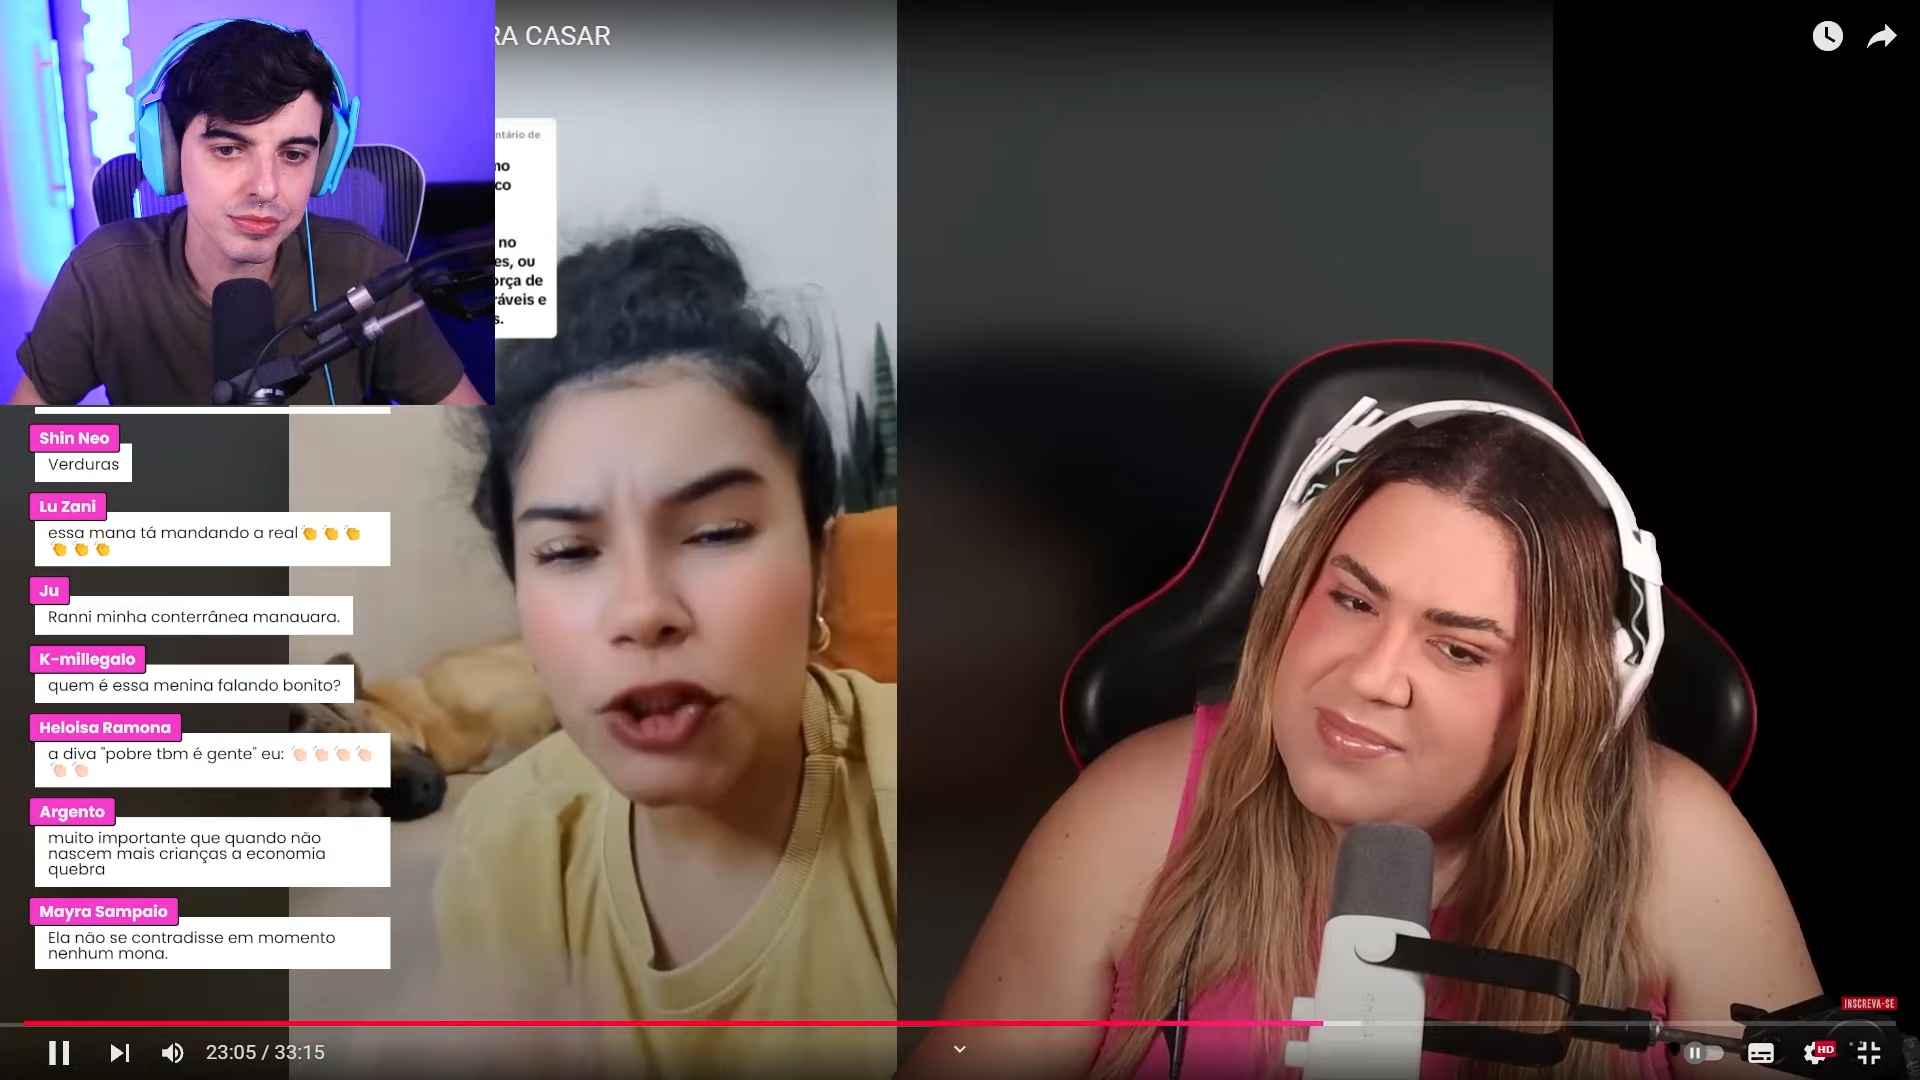 RA CASAR
ntário de
no
co
no
es, ou
orça de
ráveis e
s.
Shin Neo
Verduras
Lu Zani
essa mana tá mandando a real👏👏👏
👏👏👏
Ju
Ranni minha conterrânea manauara.
K-millegalo
quem é essa menina falando bonito?
Heloisa Ramona
a diva "pobre tbm é gente" eu: 👏🏻👏🏻👏🏻👏🏻
👏🏻👏🏻
Argento
muito importante que quando não
nascem mais crianças a economia
quebra
Mayra Sampaio
Ela não se contradisse em momento
nenhum mona.
INSCREVA-SE
23:05 / 33:15
HD